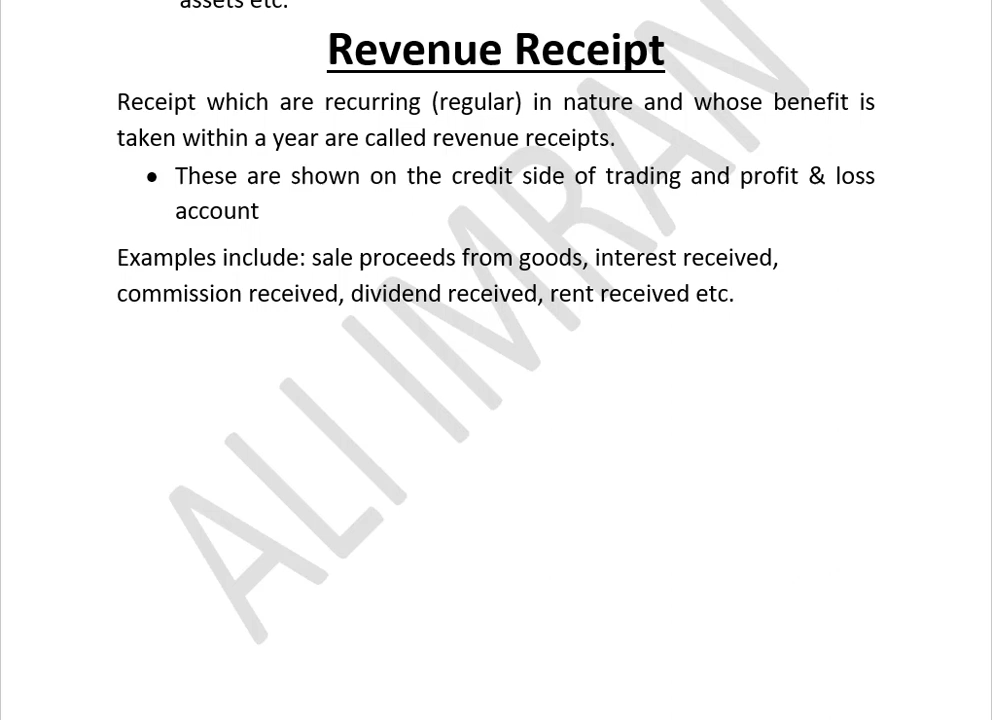 assets etc.
Revenue Receipt
Receipt which are recurring (regular) in nature and whose benefit is
taken within a year are called revenue receipts.
● These are shown on the credit side of trading and profit & loss
account
Examples include: sale proceeds from goods, interest received,
commission received, dividend received, rent received etc.
ALI IMRAN